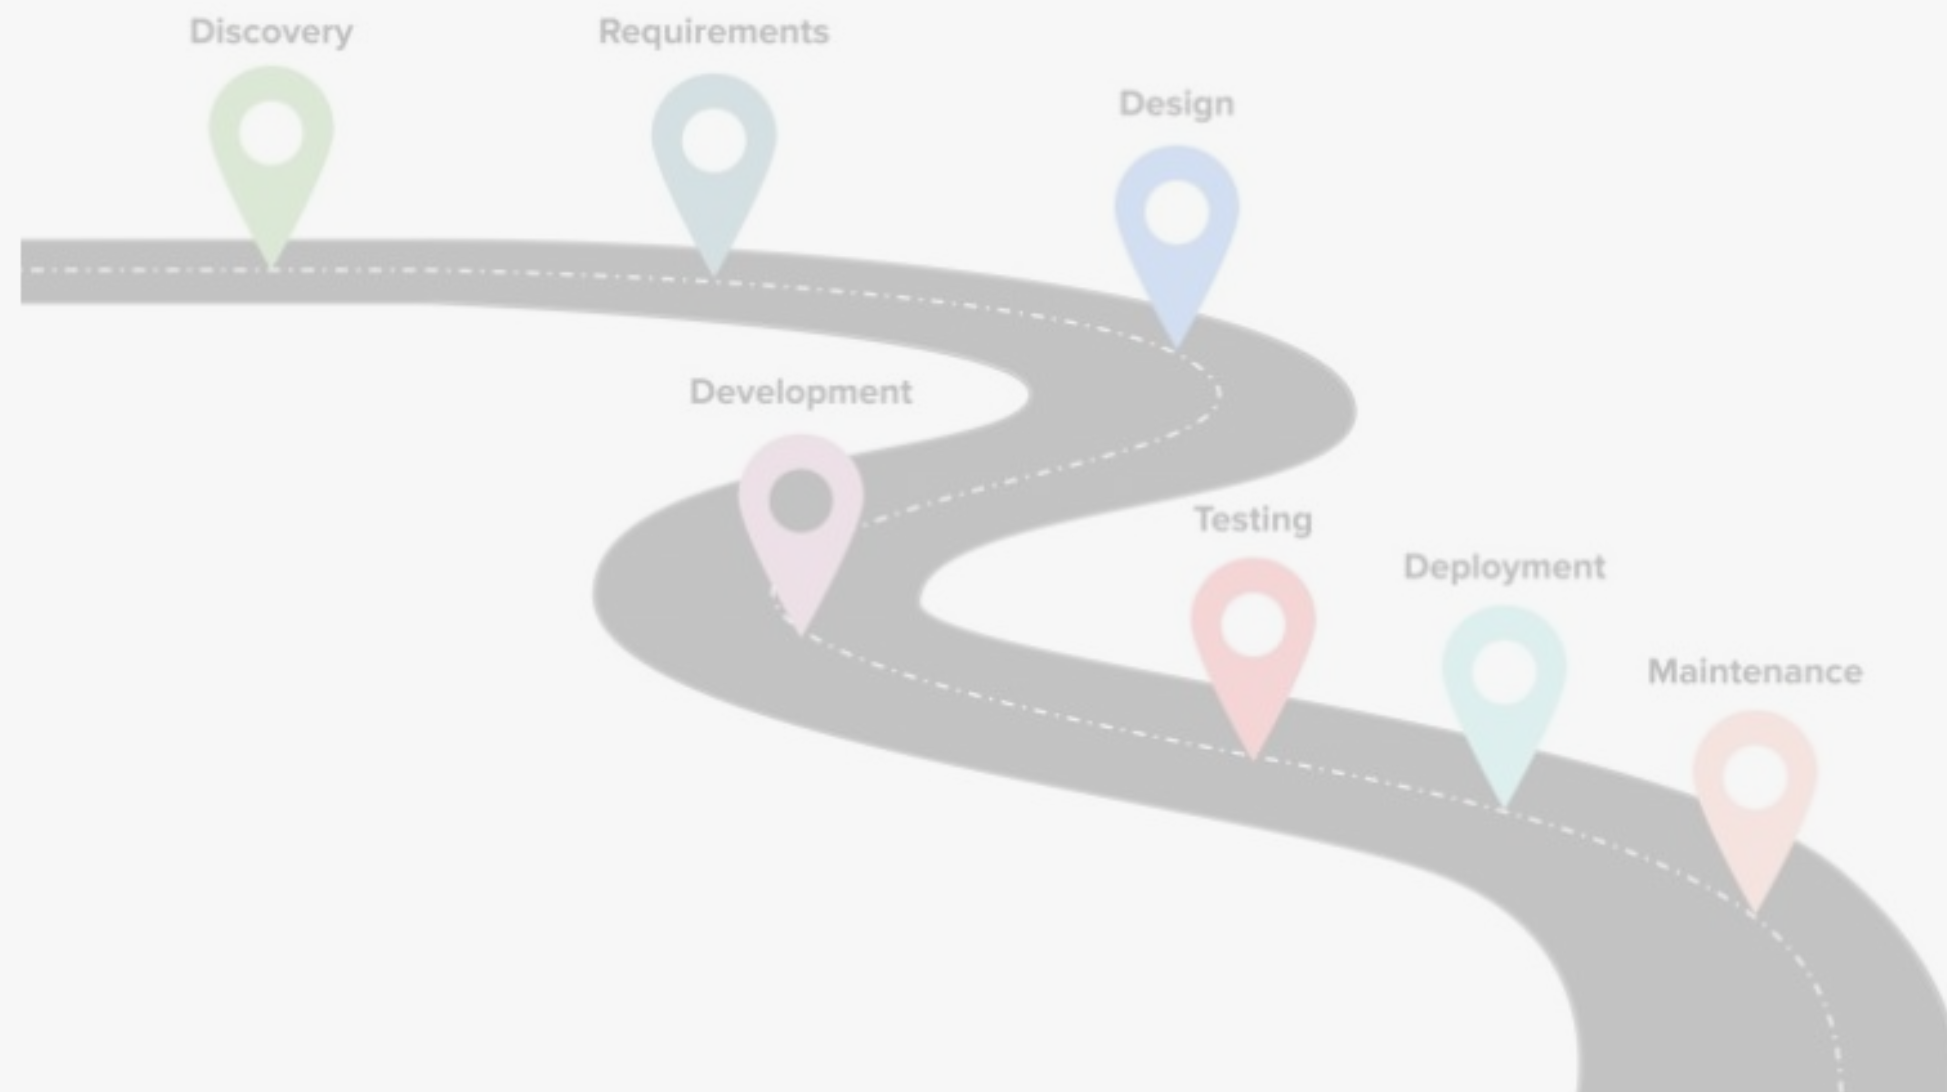 Discovery
Requirements
Design
Development
Testing
Deployment
Maintenance